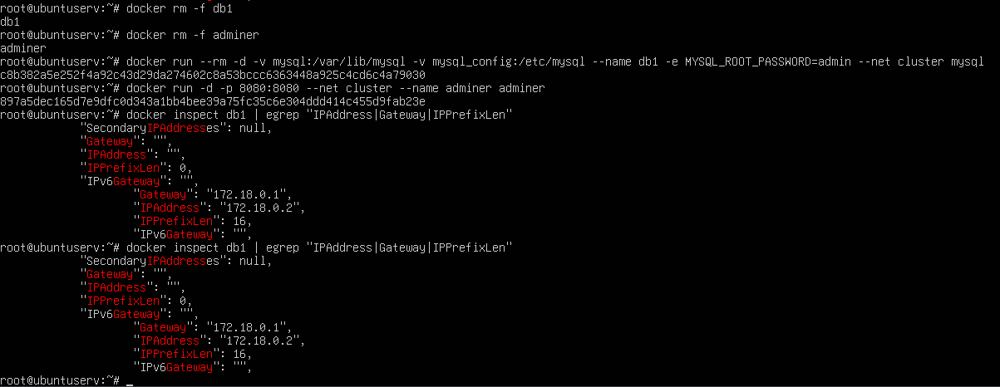 root@ubuntuserv:~# docker rm -f db1
db1
root@ubuntuserv:~# docker rm -f adminer
adminer
root@ubuntuserv:~# docker run --rm -d -v mysql:/var/lib/mysql -v mysql_config:/etc/mysql --name db1 -e MYSQL_ROOT_PASSWORD=admin --net cluster mysql
c8b382a5e252f4a92c43d29da274602c8a53bccc6363448a925c4cd6c4a79030
root@ubuntuserv:~# docker run -d -p 8080:8080 --net cluster --name adminer adminer
897a5dec165d7e9dfc0d343a1bb4bee39a75fc35c6e304ddd414c455d9fab23e
root@ubuntuserv:~# docker inspect db1 | egrep "IPAddress|Gateway|IPPrefixLen"
            "SecondaryIPAddresses": null,
            "Gateway": "",
            "IPAddress": "",
            "IPPrefixLen": 0,
            "IPv6Gateway": "",
                    "Gateway": "172.18.0.1",
                    "IPAddress": "172.18.0.2",
                    "IPPrefixLen": 16,
                    "IPv6Gateway": "",
root@ubuntuserv:~# docker inspect db1 | egrep "IPAddress|Gateway|IPPrefixLen"
            "SecondaryIPAddresses": null,
            "Gateway": "",
            "IPAddress": "",
            "IPPrefixLen": 0,
            "IPv6Gateway": "",
                    "Gateway": "172.18.0.1",
                    "IPAddress": "172.18.0.2",
                    "IPPrefixLen": 16,
                    "IPv6Gateway": "",
root@ubuntuserv:~# _